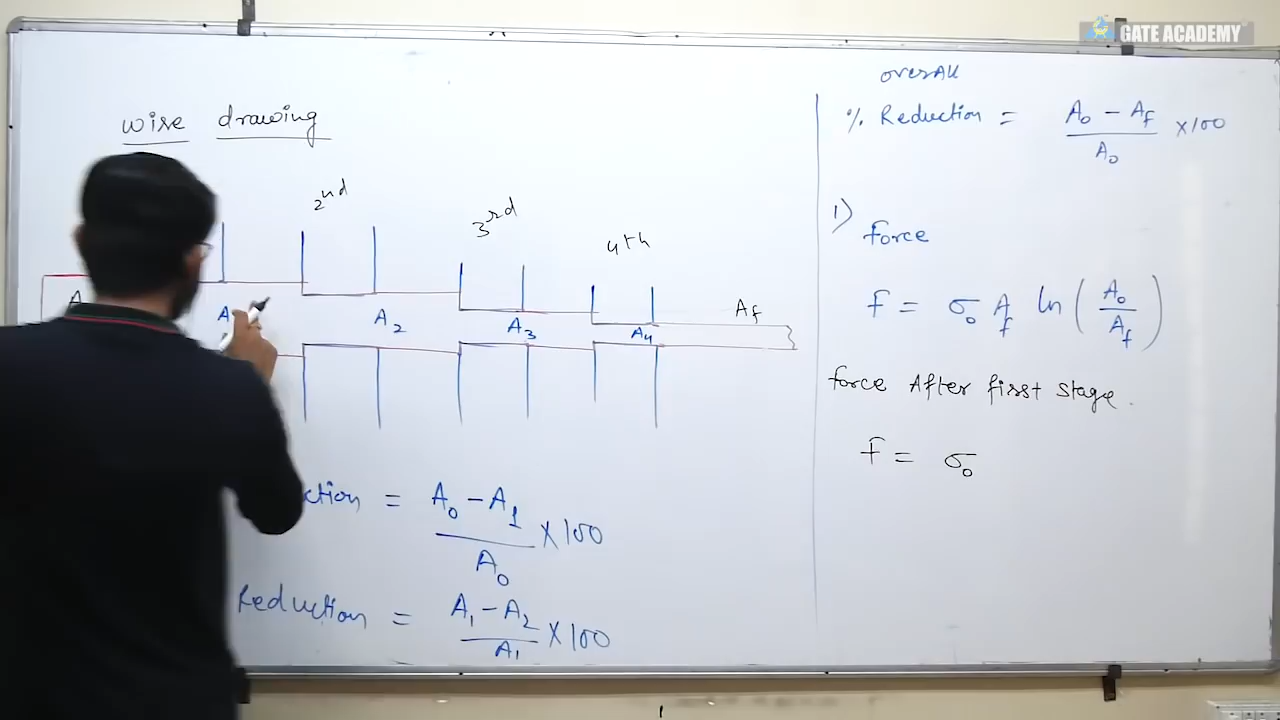 GATE ACADEMY
wire drawing
2nd
3rd
4th
A
A
A2
A3
A4
Af
ction = A0 - A1 / A0 × 100
Reduction = A1 - A2 / A1 × 100
overall
% Reduction = A0 - Af / A0 × 100
1) force
F = σ0 Af ln (A0 / Af)
force After first stage.
F = σ0